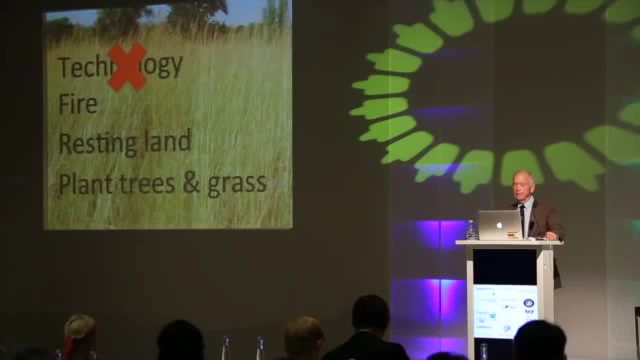 Technology
Fire
Resting land
Plant trees & grass